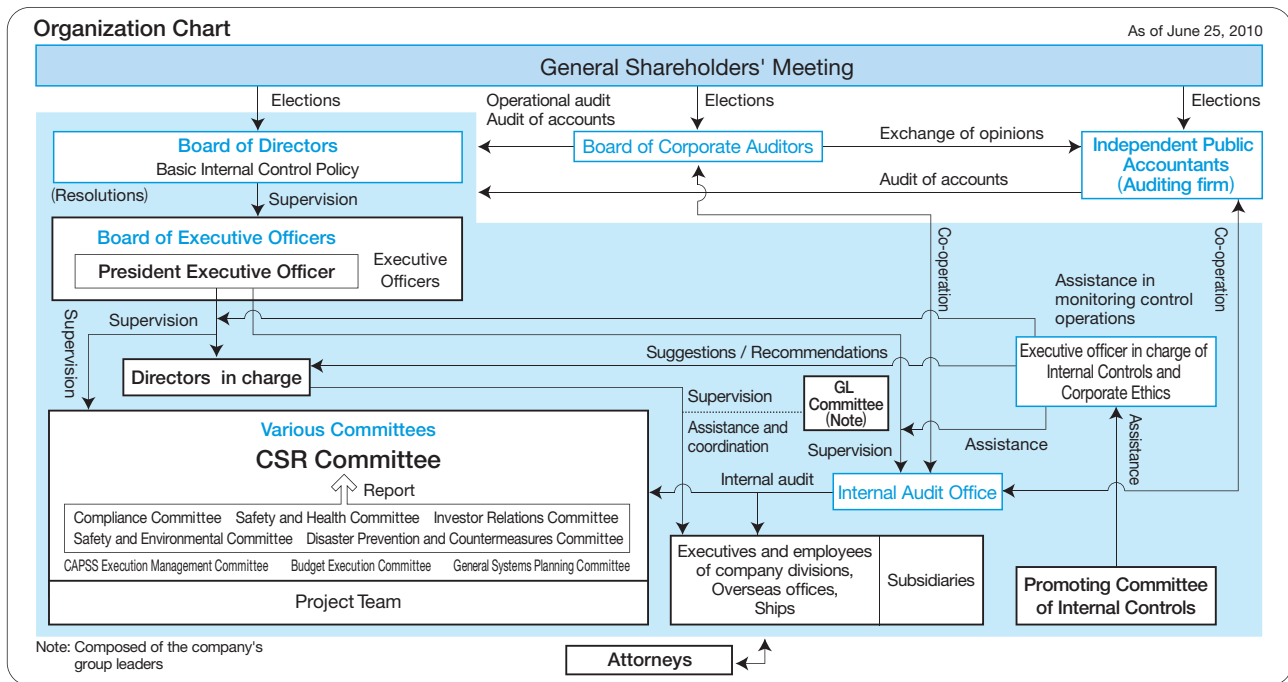 Organization Chart
As of June 25, 2010
General Shareholders' Meeting
Elections
Operational audit
Audit of accounts
Elections
Elections
Board of Directors
Basic Internal Control Policy
Board of Corporate Auditors
Exchange of opinions
Independent Public
Accountants
(Auditing firm)
Audit of accounts
(Resolutions)
Supervision
Board of Executive Officers
President Executive Officer
Executive
Officers
Co-operation
Co-operation
Assistance in
monitoring control
operations
Supervision
Supervision
Suggestions / Recommendations
Executive officer in charge of
Internal Controls and
Corporate Ethics
Directors in charge
Supervision
GL
Committee
(Note)
Assistance and
coordination
Supervision
Assistance
Assistance
Various Committees
CSR Committee
Report
Internal audit
Internal Audit Office
Compliance Committee Safety and Health Committee Investor Relations Committee
Safety and Environmental Committee Disaster Prevention and Countermeasures Committee
CAPSS Execution Management Committee Budget Execution Committee General Systems Planning Committee
Project Team
Executives and employees
of company divisions,
Overseas offices,
Ships
Subsidiaries
Promoting Committee
of Internal Controls
Note: Composed of the company's
group leaders
Attorneys